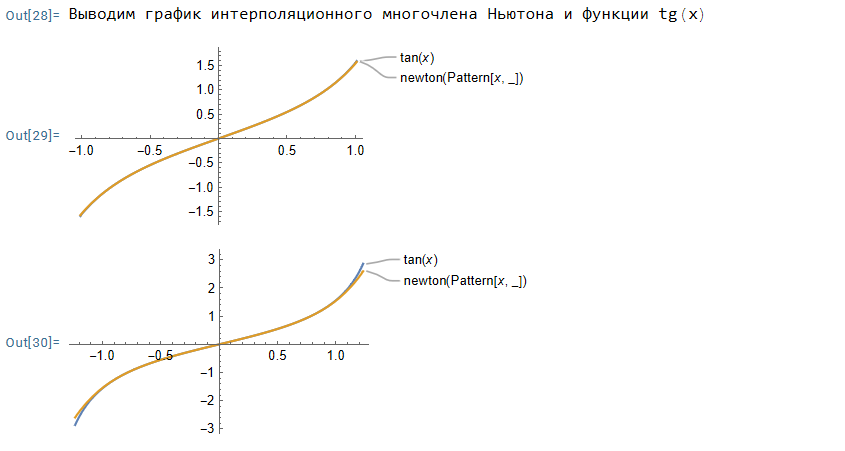 Out[28]= Выводим график интерполяционного многочлена Ньютона и функции tg(x)
tan(x)
newton(Pattern[x, _])
1.5
1.0
0.5
Out[29]=
−1.0 −0.5 0.5 1.0
−0.5
−1.0
−1.5
tan(x)
newton(Pattern[x, _])
3
2
1
Out[30]=
−1.0 −0.5 0.5 1.0
−1
−2
−3